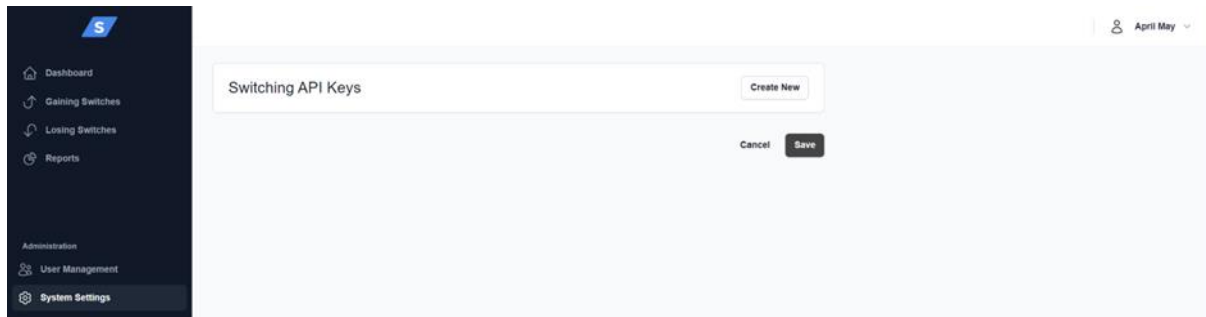 S
April May
Dashboard
Gaining Switches
Losing Switches
Reports
Administration
User Management
System Settings
Switching API Keys
Create New
Cancel
Save